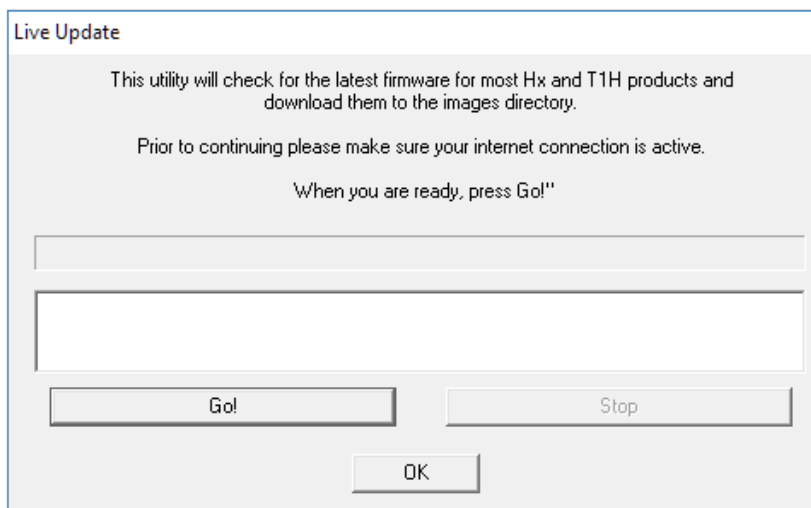 Live Update
This utility will check for the latest firmware for most Hx and T1H products and
download them to the images directory.
Prior to continuing please make sure your internet connection is active.
When you are ready, press Go!"
Go!
Stop
OK